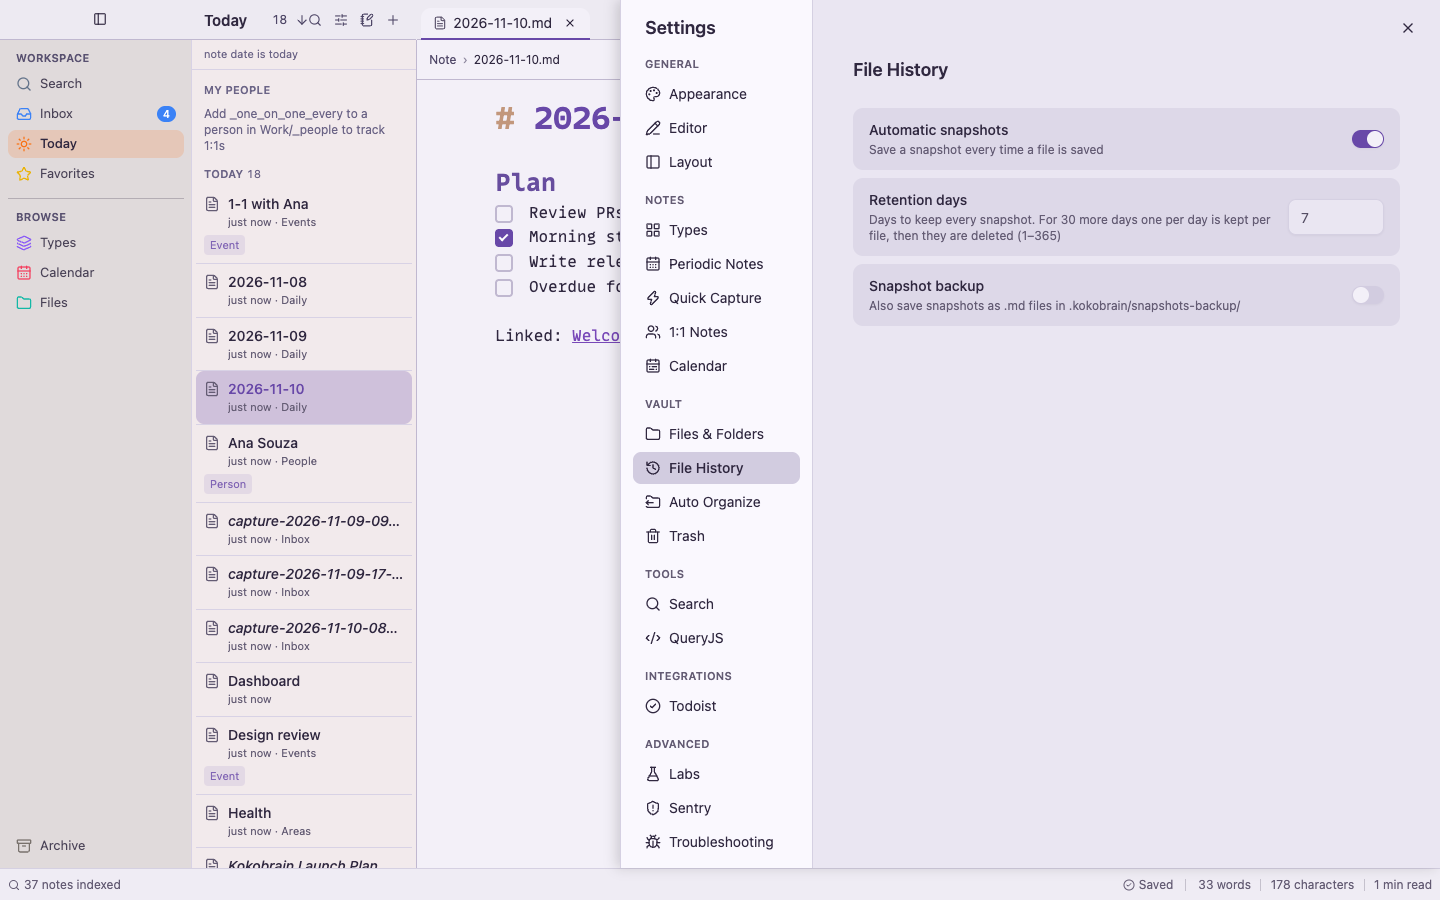 Today
18
2026-11-10.md
WORKSPACE
Search
Inbox
4
Today
Favorites
BROWSE
Types
Calendar
Files
Archive
note date is today
MY PEOPLE
Add _one_on_one_every to a
person in Work/_people to track
1:1s
TODAY 18
1-1 with Ana
just now · Events
Event
2026-11-08
just now · Daily
2026-11-09
just now · Daily
2026-11-10
just now · Daily
Ana Souza
just now · People
Person
capture-2026-11-09-09...
just now · Inbox
capture-2026-11-09-17-...
just now · Inbox
capture-2026-11-10-08...
just now · Inbox
Dashboard
just now
Design review
just now · Events
Event
Health
just now · Areas
Kokobrain Launch Plan
Note › 2026-11-10.md
# 2026-
Plan
Review PRs
Morning st
Write rele
Overdue fo
Linked: Welco
Settings
GENERAL
Appearance
Editor
Layout
NOTES
Types
Periodic Notes
Quick Capture
1:1 Notes
Calendar
VAULT
Files & Folders
File History
Auto Organize
Trash
TOOLS
Search
QueryJS
INTEGRATIONS
Todoist
ADVANCED
Labs
Sentry
Troubleshooting
File History
Automatic snapshots
Save a snapshot every time a file is saved
Retention days
Days to keep every snapshot. For 30 more days one per day is kept per
file, then they are deleted (1–365)
7
Snapshot backup
Also save snapshots as .md files in .kokobrain/snapshots-backup/
37 notes indexed
Saved
33 words
178 characters
1 min read